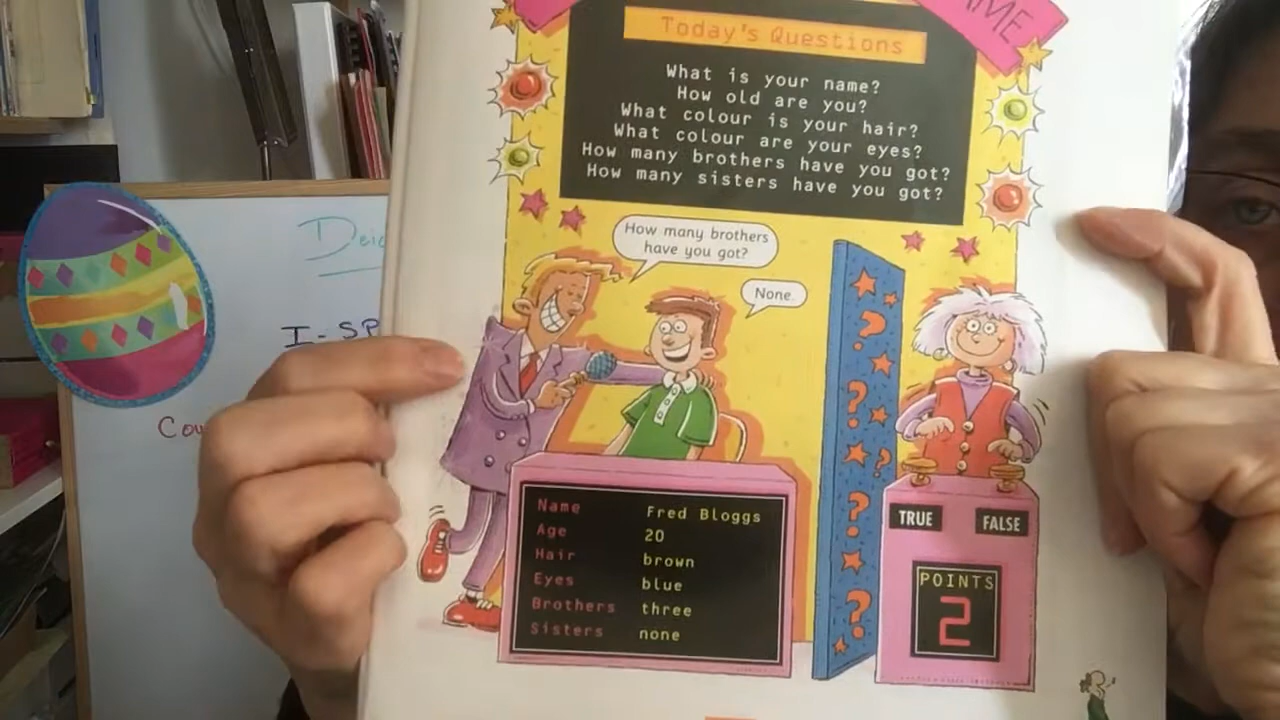 AME
Today's Questions
What is your name?
How old are you?
What colour is your hair?
What colour are your eyes?
How many brothers have you got?
How many sisters have you got?
How many brothers
have you got?
None.
I-SP
Name Fred Bloggs
Age 20
Hair brown
Eyes blue
Brothers three
Sisters none
TRUE FALSE
POINTS
2